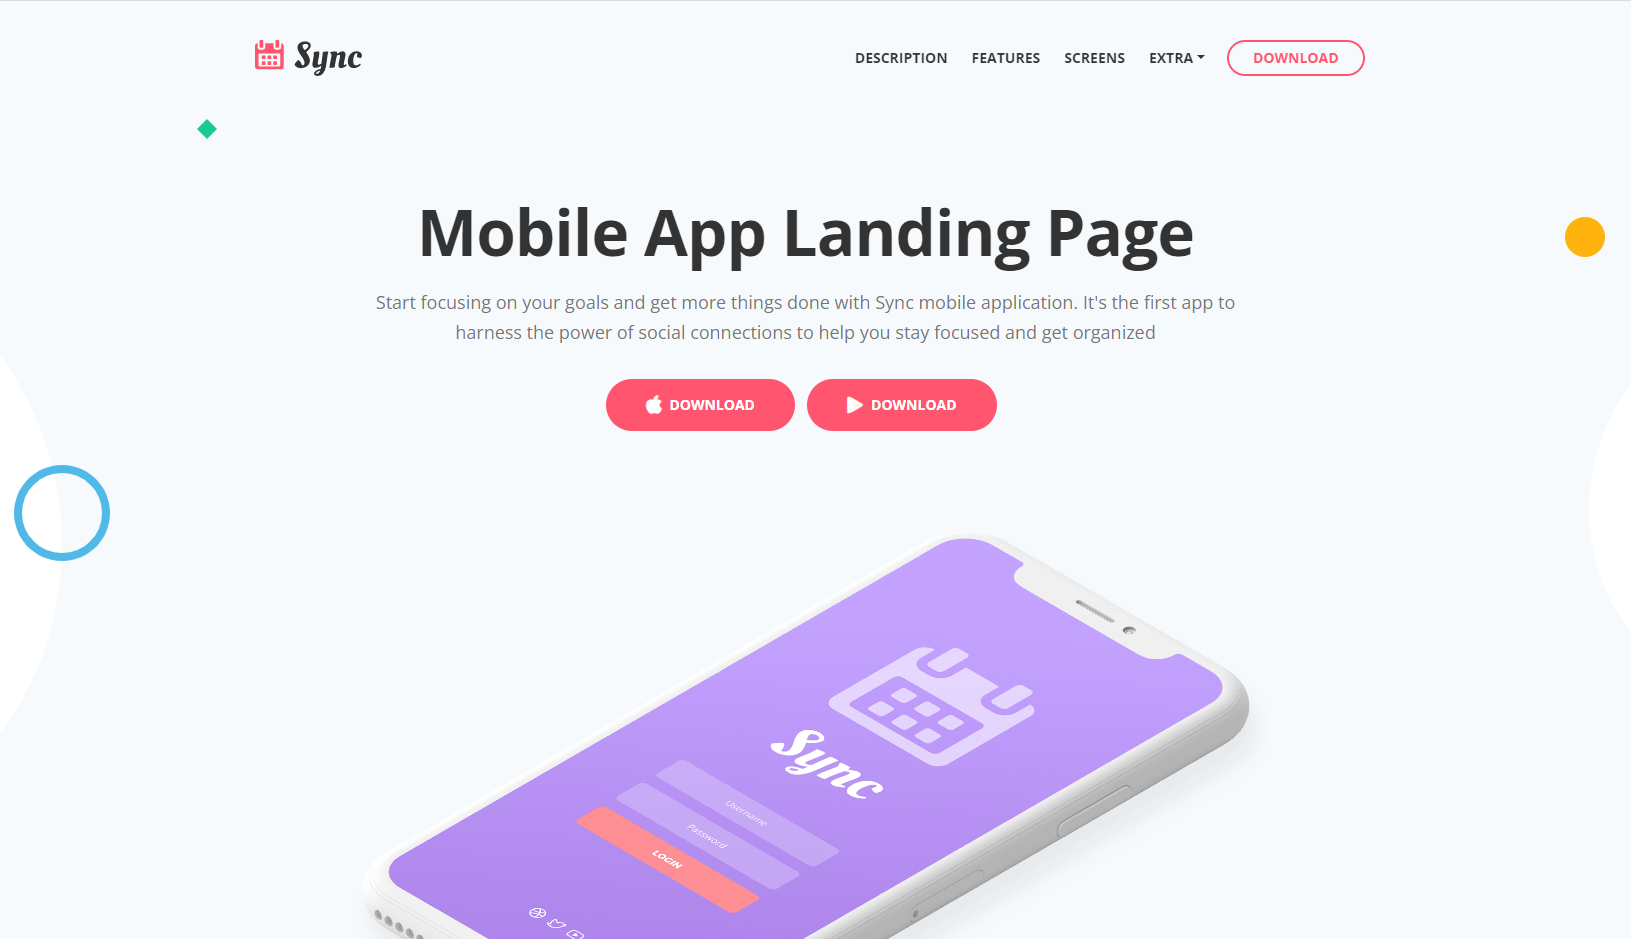 Sync
DESCRIPTION
FEATURES
SCREENS
EXTRA
DOWNLOAD
Mobile App Landing Page
Start focusing on your goals and get more things done with Sync mobile application. It's the first app to
harness the power of social connections to help you stay focused and get organized
DOWNLOAD
DOWNLOAD
Sync
Username
Password
LOGIN